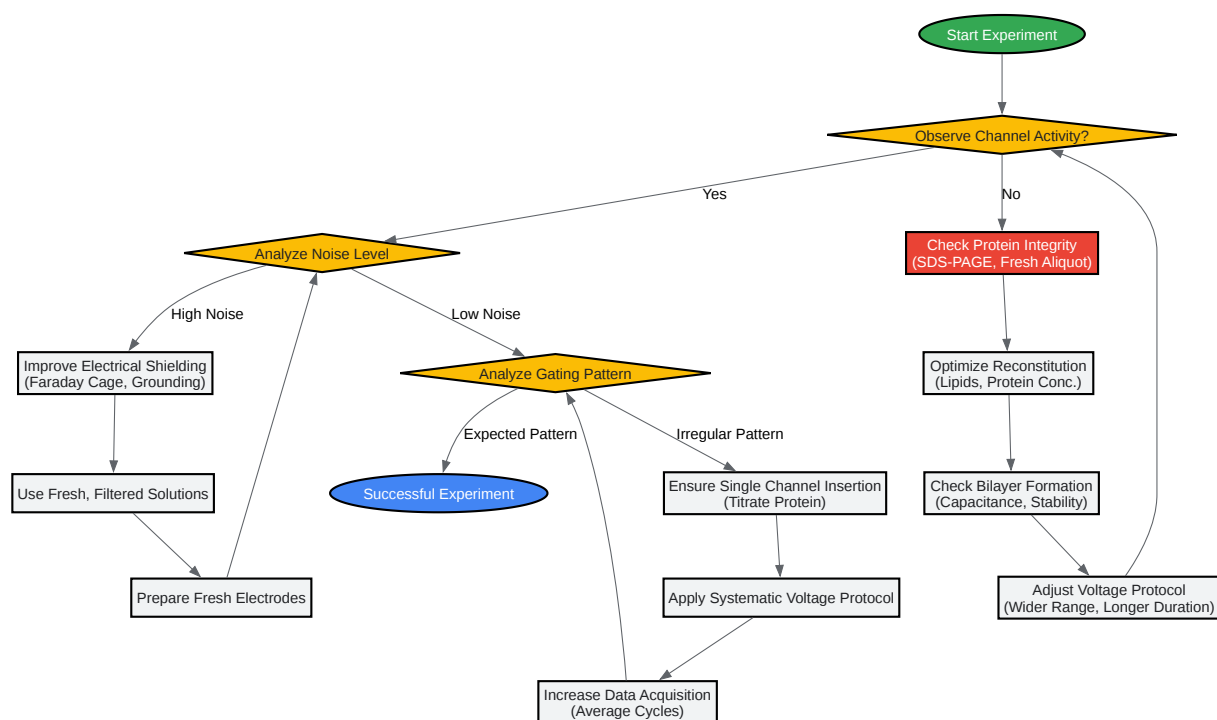 Start Experiment
Observe Channel Activity?
Yes
No
Analyze Noise Level
Check Protein Integrity
(SDS-PAGE, Fresh Aliquot)
High Noise
Low Noise
Improve Electrical Shielding
(Faraday Cage, Grounding)
Analyze Gating Pattern
Optimize Reconstitution
(Lipids, Protein Conc.)
Expected Pattern
Irregular Pattern
Use Fresh, Filtered Solutions
Successful Experiment
Ensure Single Channel Insertion
(Titrate Protein)
Check Bilayer Formation
(Capacitance, Stability)
Prepare Fresh Electrodes
Apply Systematic Voltage Protocol
Adjust Voltage Protocol
(Wider Range, Longer Duration)
Increase Data Acquisition
(Average Cycles)